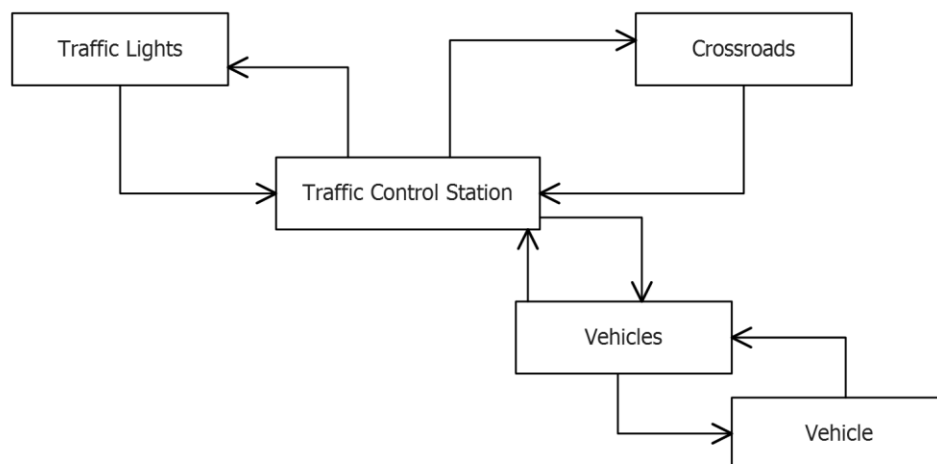 Traffic Lights
Crossroads
Traffic Control Station
Vehicles
Vehicle